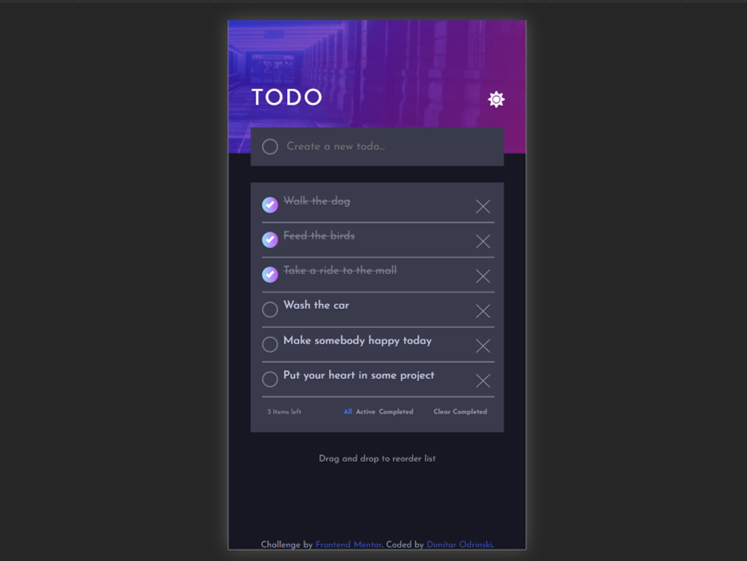 TODO
Create a new todo...
Walk the dog
Feed the birds
Take a ride to the mall
Wash the car
Make somebody happy today
Put your heart in some project
3 Items left All Active Completed Clear Completed
Drag and drop to reorder list
Challenge by Frontend Mentor. Coded by Dimitar Odrinski.